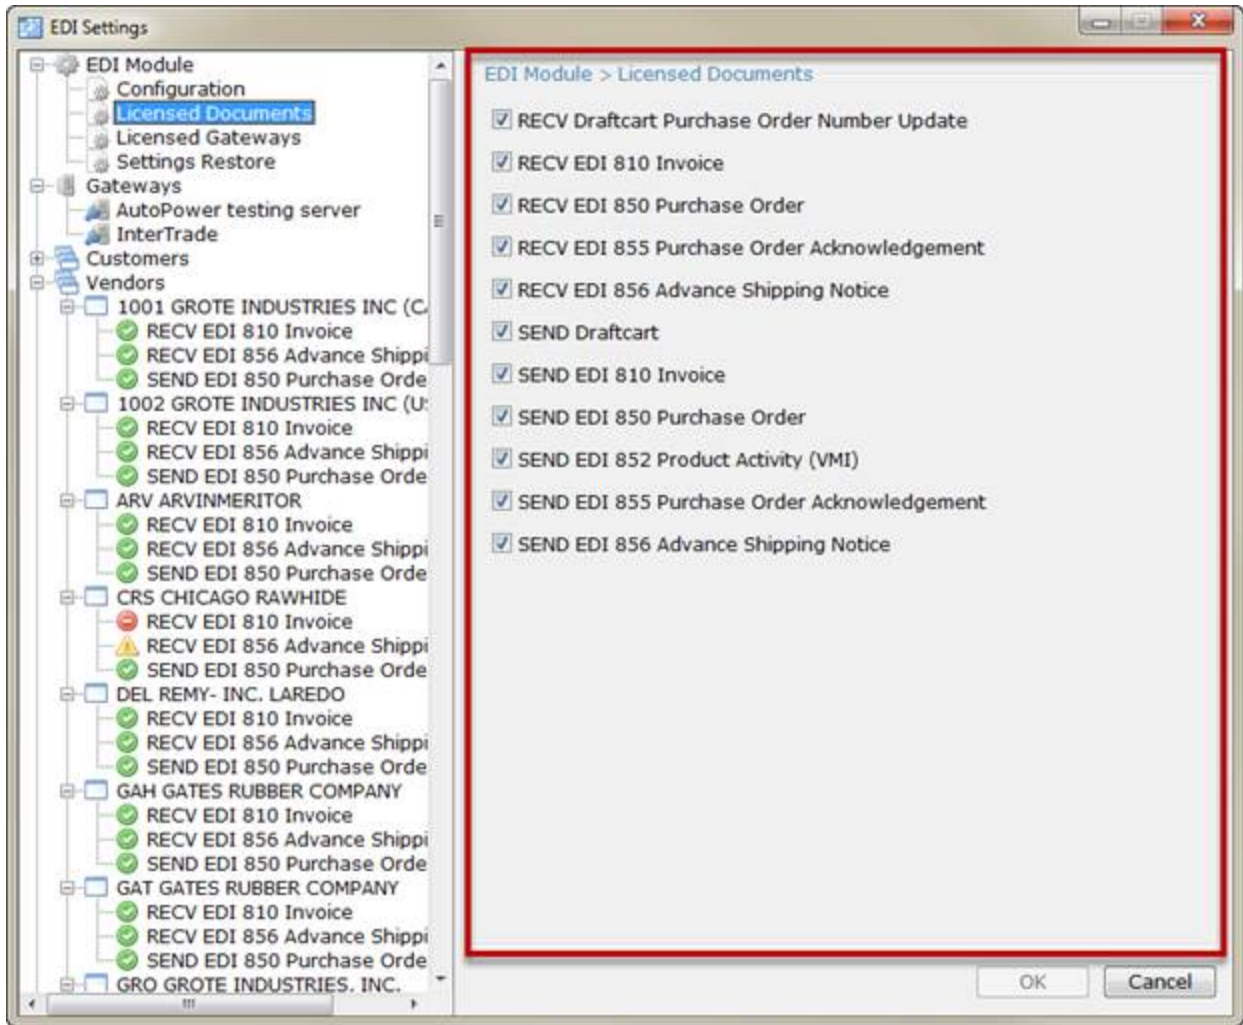 EDI Settings
EDI Module
Configuration
Licensed Documents
Licensed Gateways
Settings Restore
Gateways
AutoPower testing server
InterTrade
Customers
Vendors
1001 GROTE INDUSTRIES INC (C
RECV EDI 810 Invoice
RECV EDI 856 Advance Shippi
SEND EDI 850 Purchase Orde
1002 GROTE INDUSTRIES INC (U
RECV EDI 810 Invoice
RECV EDI 856 Advance Shippi
SEND EDI 850 Purchase Orde
ARV ARVINMERITOR
RECV EDI 810 Invoice
RECV EDI 856 Advance Shippi
SEND EDI 850 Purchase Orde
CRS CHICAGO RAWHIDE
RECV EDI 810 Invoice
RECV EDI 856 Advance Shippi
SEND EDI 850 Purchase Orde
DEL REMY- INC. LAREDO
RECV EDI 810 Invoice
RECV EDI 856 Advance Shippi
SEND EDI 850 Purchase Orde
GAH GATES RUBBER COMPANY
RECV EDI 810 Invoice
RECV EDI 856 Advance Shippi
SEND EDI 850 Purchase Orde
GAT GATES RUBBER COMPANY
RECV EDI 810 Invoice
RECV EDI 856 Advance Shippi
SEND EDI 850 Purchase Orde
GRO GROTE INDUSTRIES. INC.
EDI Module > Licensed Documents
RECV Draftcart Purchase Order Number Update
RECV EDI 810 Invoice
RECV EDI 850 Purchase Order
RECV EDI 855 Purchase Order Acknowledgement
RECV EDI 856 Advance Shipping Notice
SEND Draftcart
SEND EDI 810 Invoice
SEND EDI 850 Purchase Order
SEND EDI 852 Product Activity (VMI)
SEND EDI 855 Purchase Order Acknowledgement
SEND EDI 856 Advance Shipping Notice
OK
Cancel